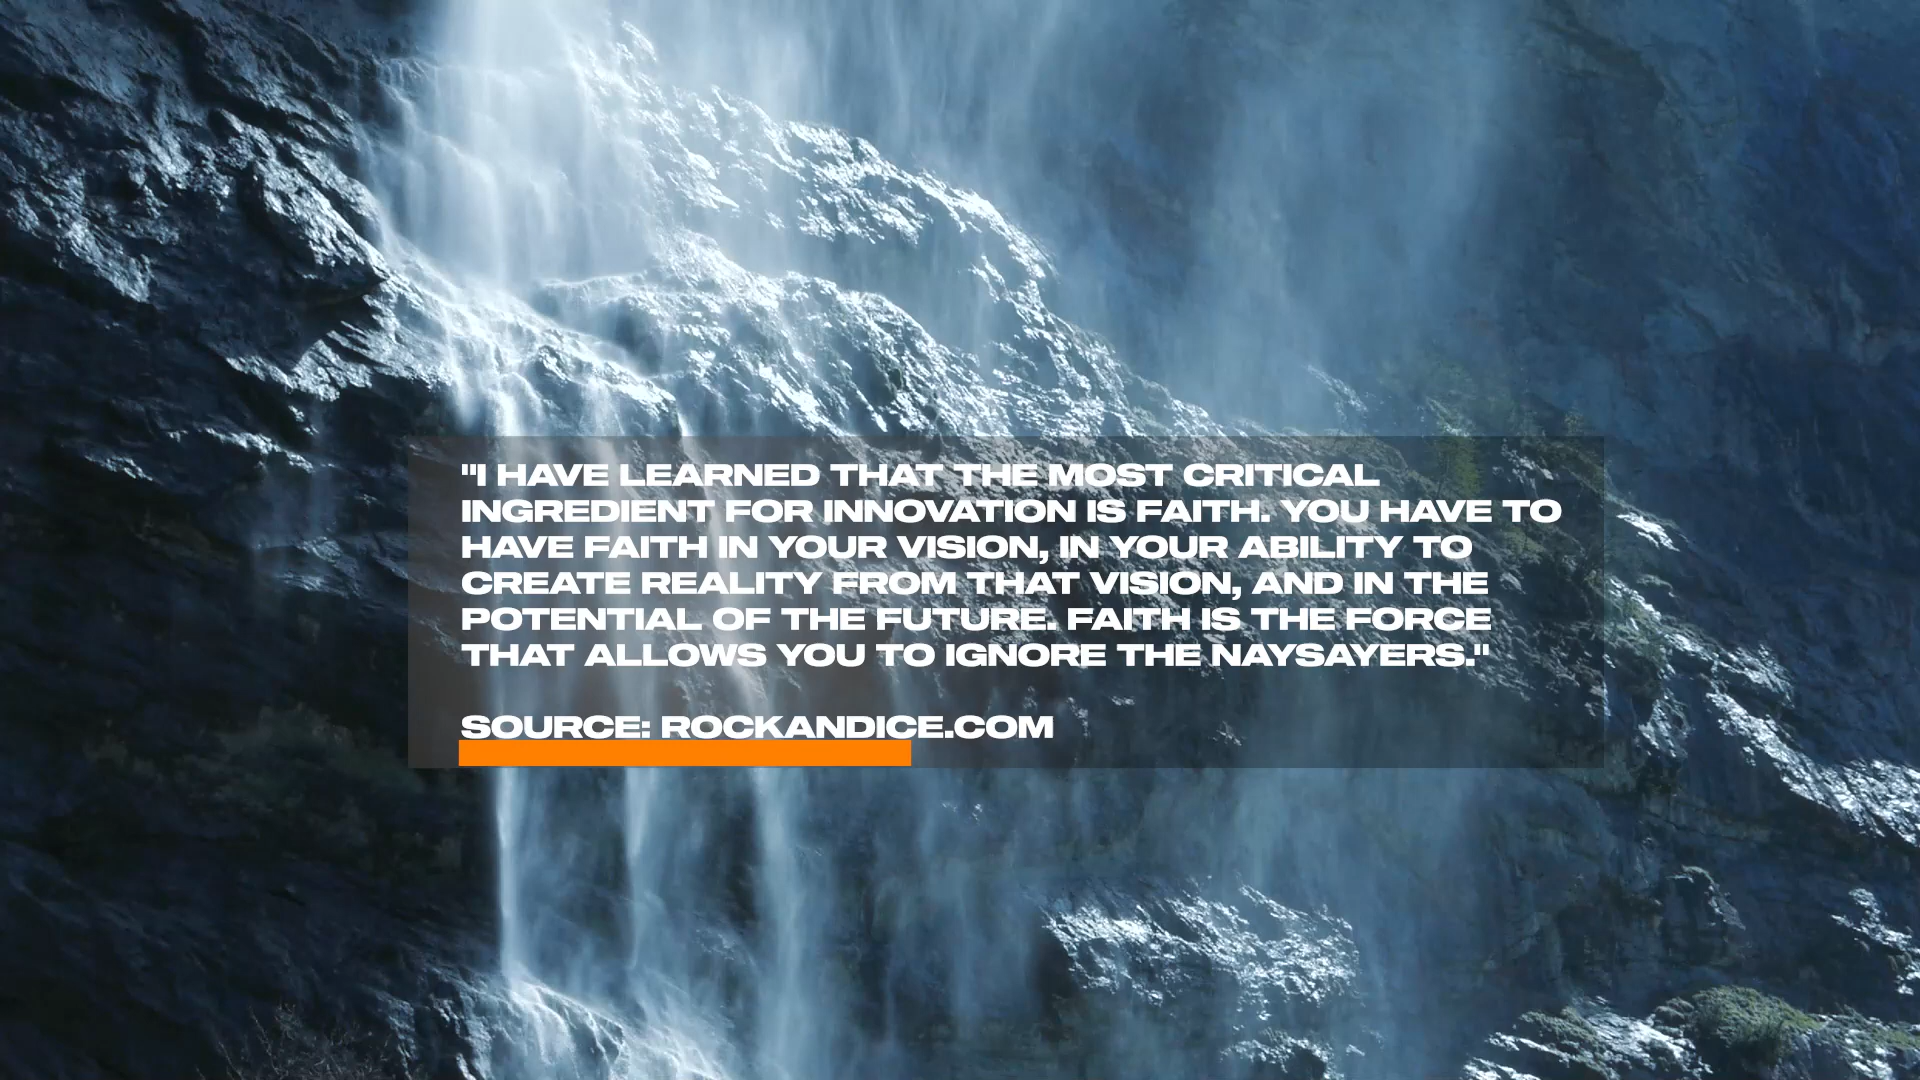 "I HAVE LEARNED THAT THE MOST CRITICAL
INGREDIENT FOR INNOVATION IS FAITH. YOU HAVE TO
HAVE FAITH IN YOUR VISION, IN YOUR ABILITY TO
CREATE REALITY FROM THAT VISION, AND IN THE
POTENTIAL OF THE FUTURE. FAITH IS THE FORCE
THAT ALLOWS YOU TO IGNORE THE NAYSAYERS."
SOURCE: ROCKANDICE.COM